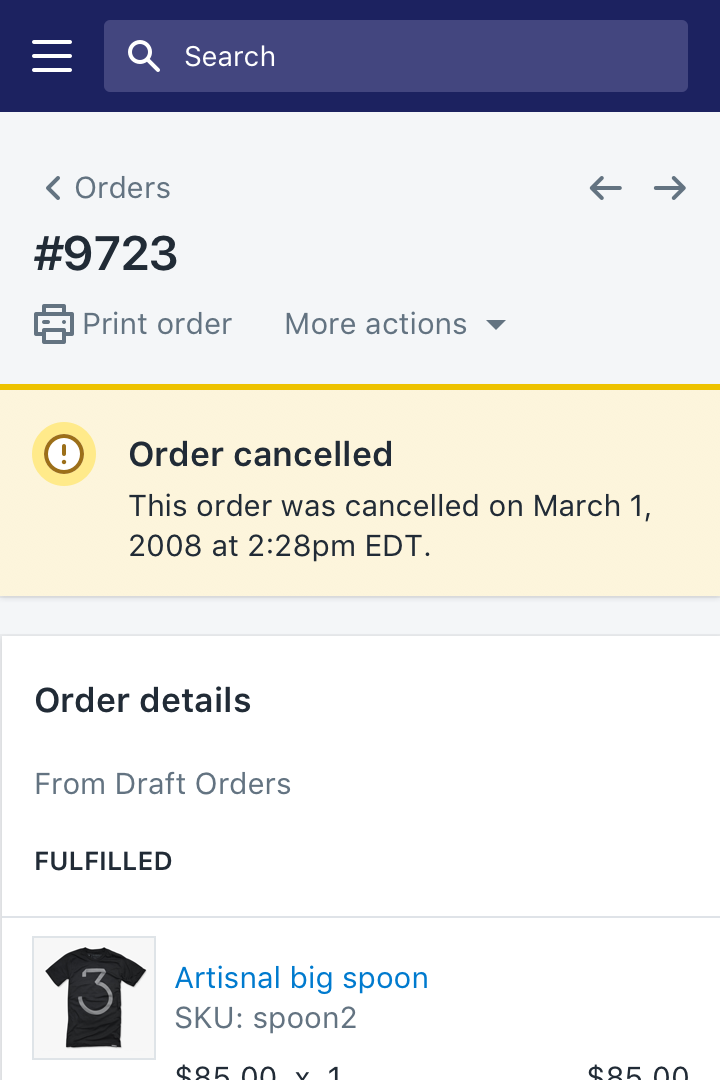 Search
Orders
#9723
Print order More actions
Order cancelled
This order was cancelled on March 1,
2008 at 2:28pm EDT.
Order details
From Draft Orders
FULFILLED
3
Artisnal big spoon
SKU: spoon2
$85.00 x 1 $85.00